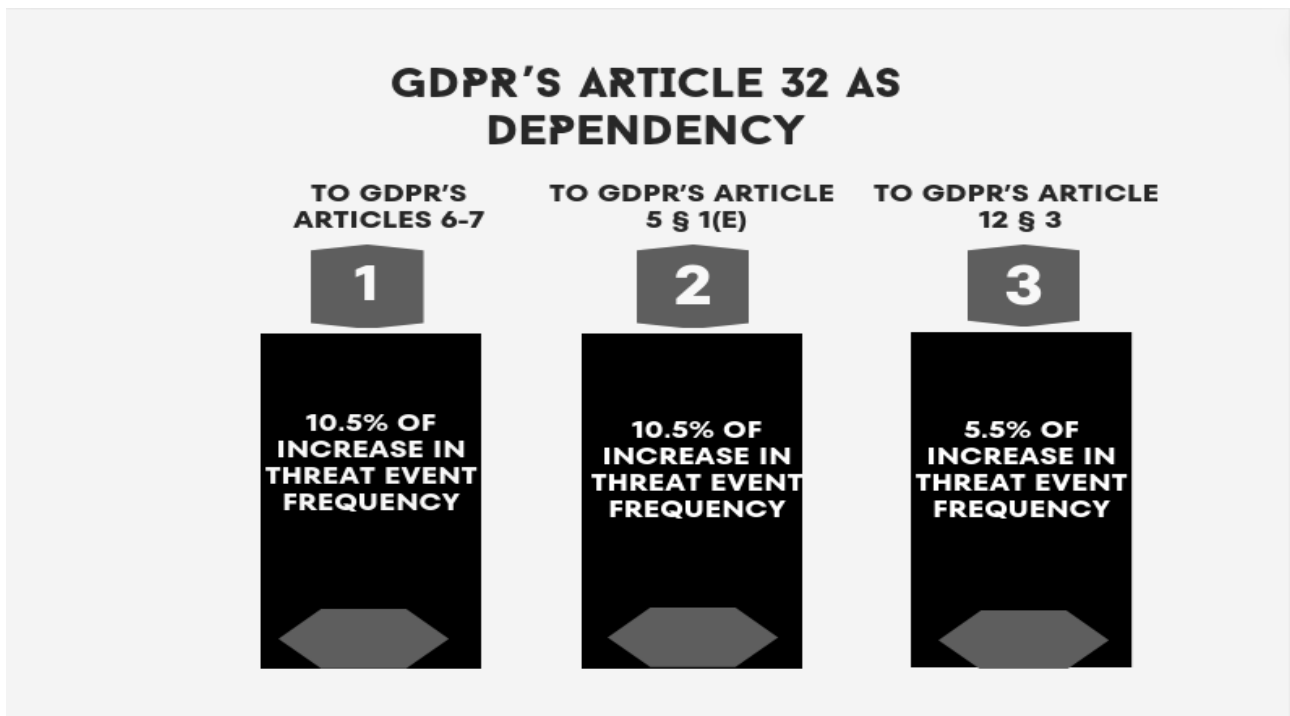 GDPR'S ARTICLE 32 AS
DEPENDENCY
TO GDPR'S
ARTICLES 6-7
1
10.5% OF
INCREASE IN
THREAT EVENT
FREQUENCY
TO GDPR'S ARTICLE
5 § 1(E)
2
10.5% OF
INCREASE IN
THREAT EVENT
FREQUENCY
TO GDPR'S ARTICLE
12 § 3
3
5.5% OF
INCREASE IN
THREAT EVENT
FREQUENCY